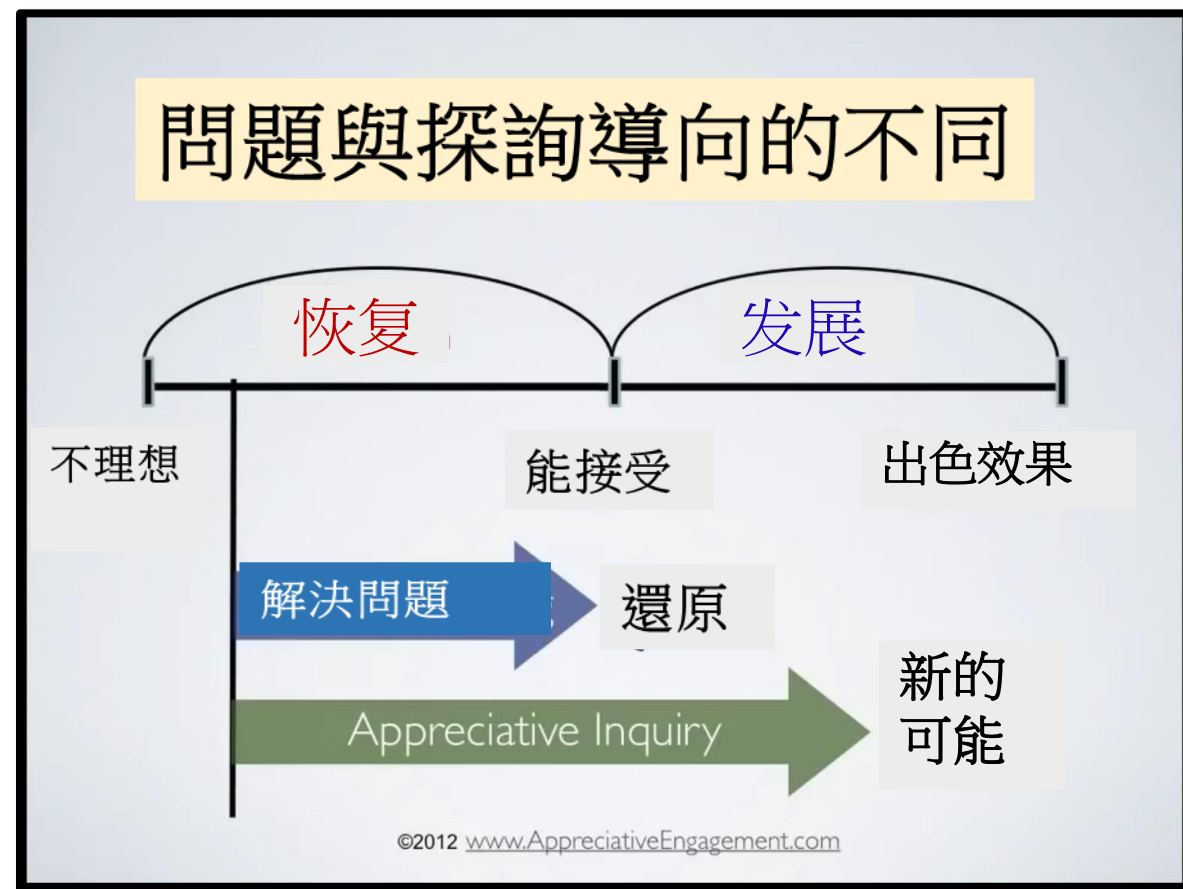 問題與探詢導向的不同
恢复
发展
不理想
能接受
出色效果
解決問題
還原
Appreciative Inquiry
新的
可能
©2012 www.AppreciativeEngagement.com